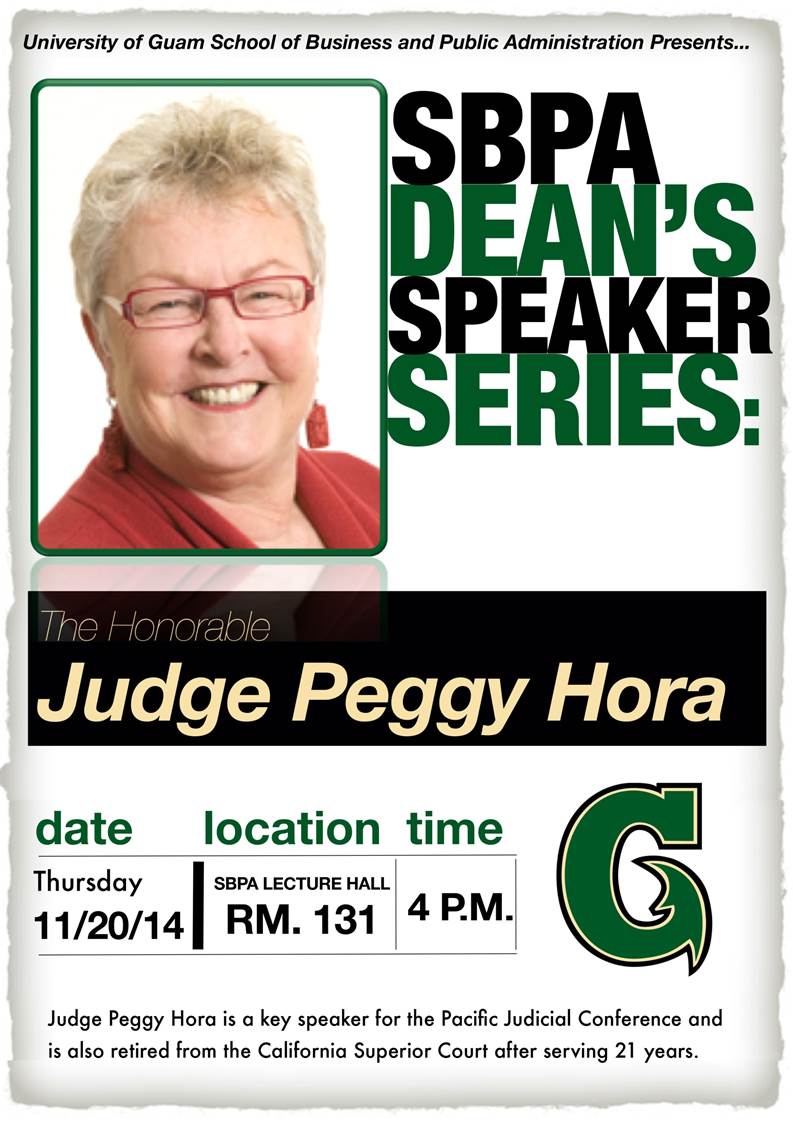 University of Guam School of Business and Public Administration Presents...
SBPA
DEAN'S
SPEAKER
SERIES:
The Honorable
Judge Peggy Hora
date location time
Thursday
11/20/14
SBPA LECTURE HALL
RM. 131
4 P.M.
G
Judge Peggy Hora is a key speaker for the Pacific Judicial Conference and
is also retired from the California Superior Court after serving 21 years.